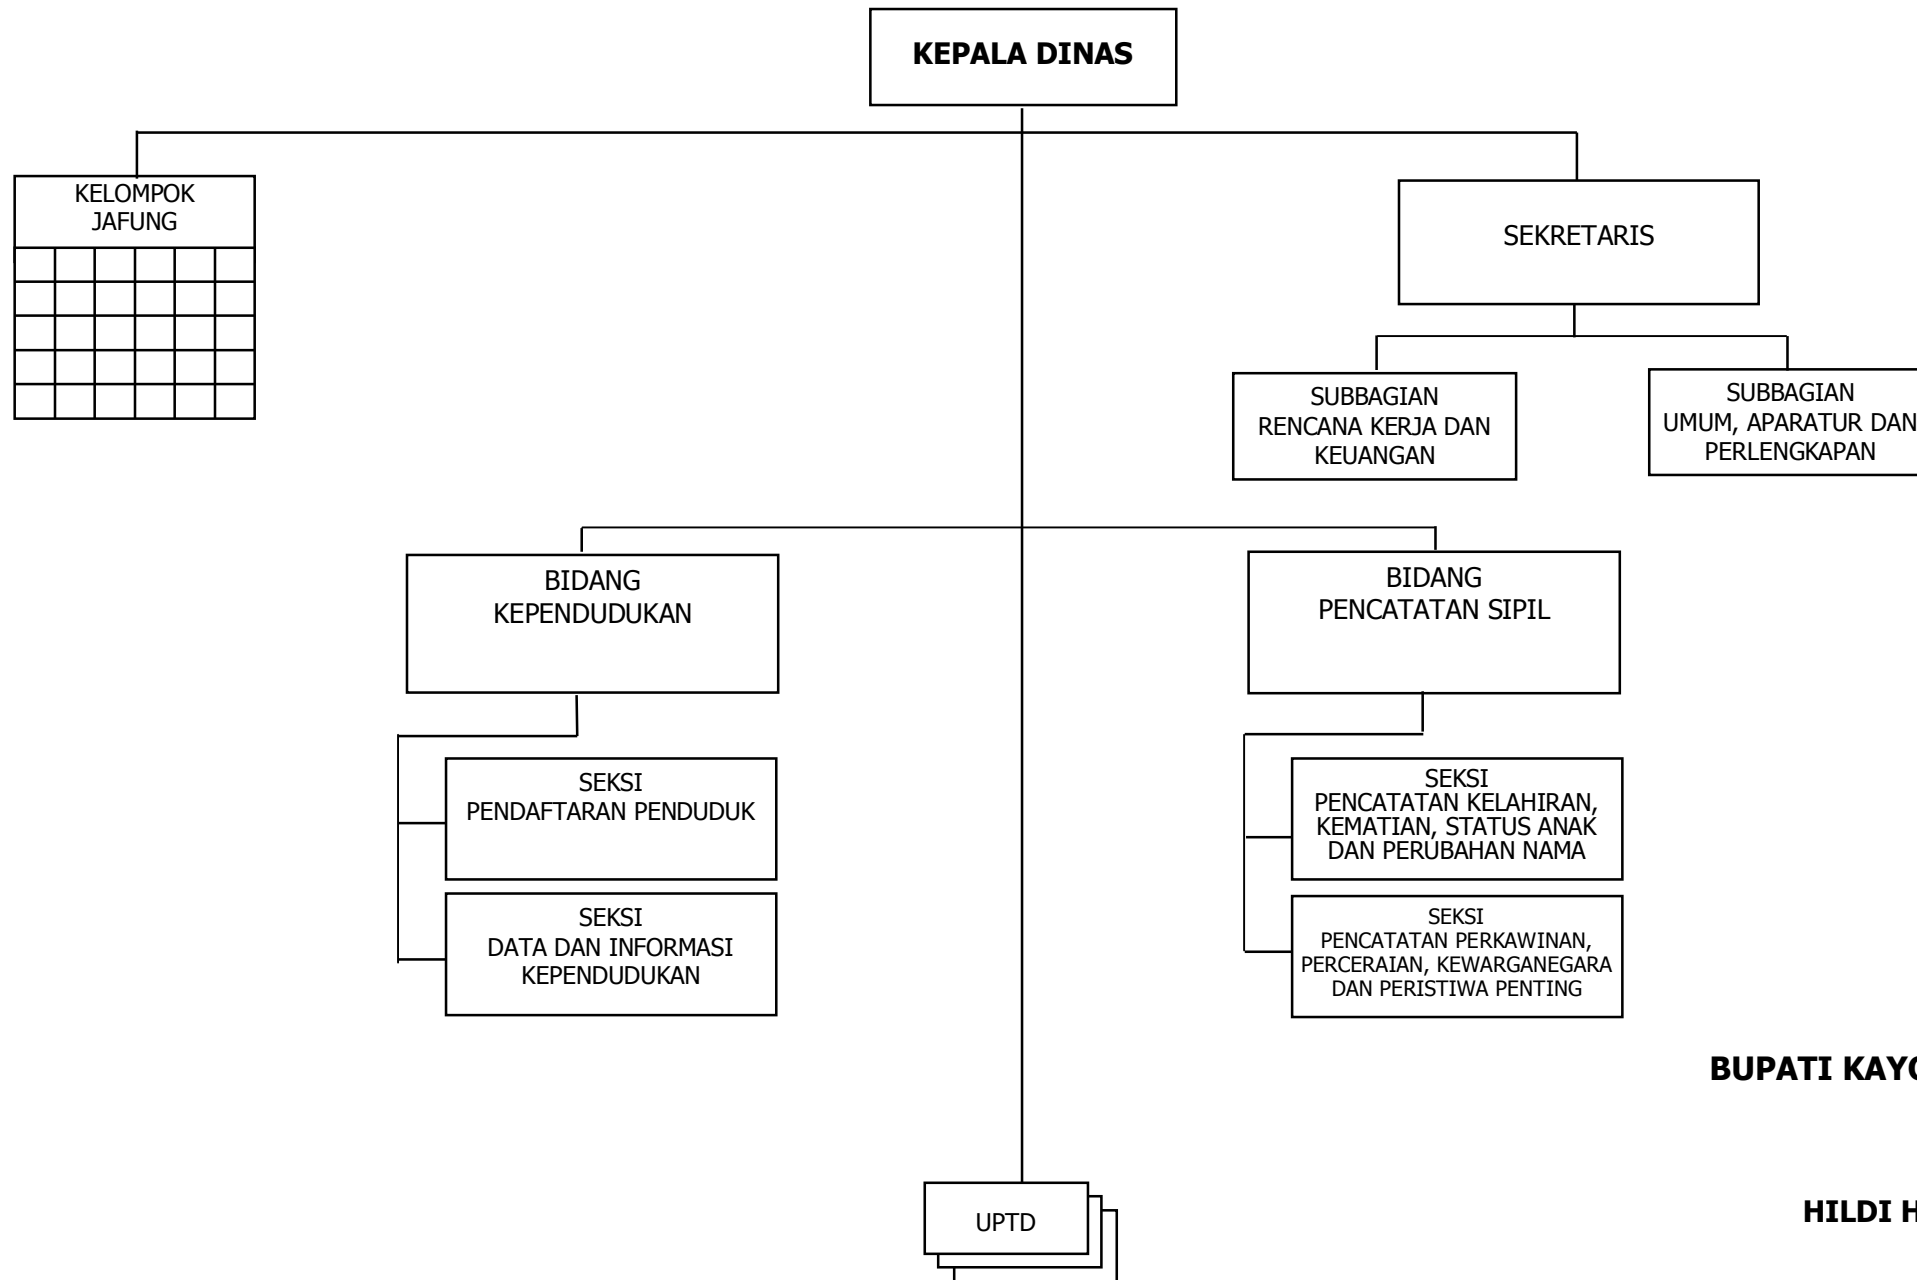 KEPALA DINAS
KELOMPOK
JAFUNG
SEKRETARIS
SUBBAGIAN
RENCANA KERJA DAN
KEUANGAN
SUBBAGIAN
UMUM, APARATUR DAN
PERLENGKAPAN
BIDANG
KEPENDUDUKAN
BIDANG
PENCATATAN SIPIL
SEKSI
PENDAFTARAN PENDUDUK
SEKSI
DATA DAN INFORMASI
KEPENDUDUKAN
SEKSI
PENCATATAN KELAHIRAN,
KEMATIAN, STATUS ANAK
DAN PERUBAHAN NAMA
SEKSI
PENCATATAN PERKAWINAN,
PERCERAIAN, KEWARGANEGARA
DAN PERISTIWA PENTING
BUPATI
HILDI
UPTD